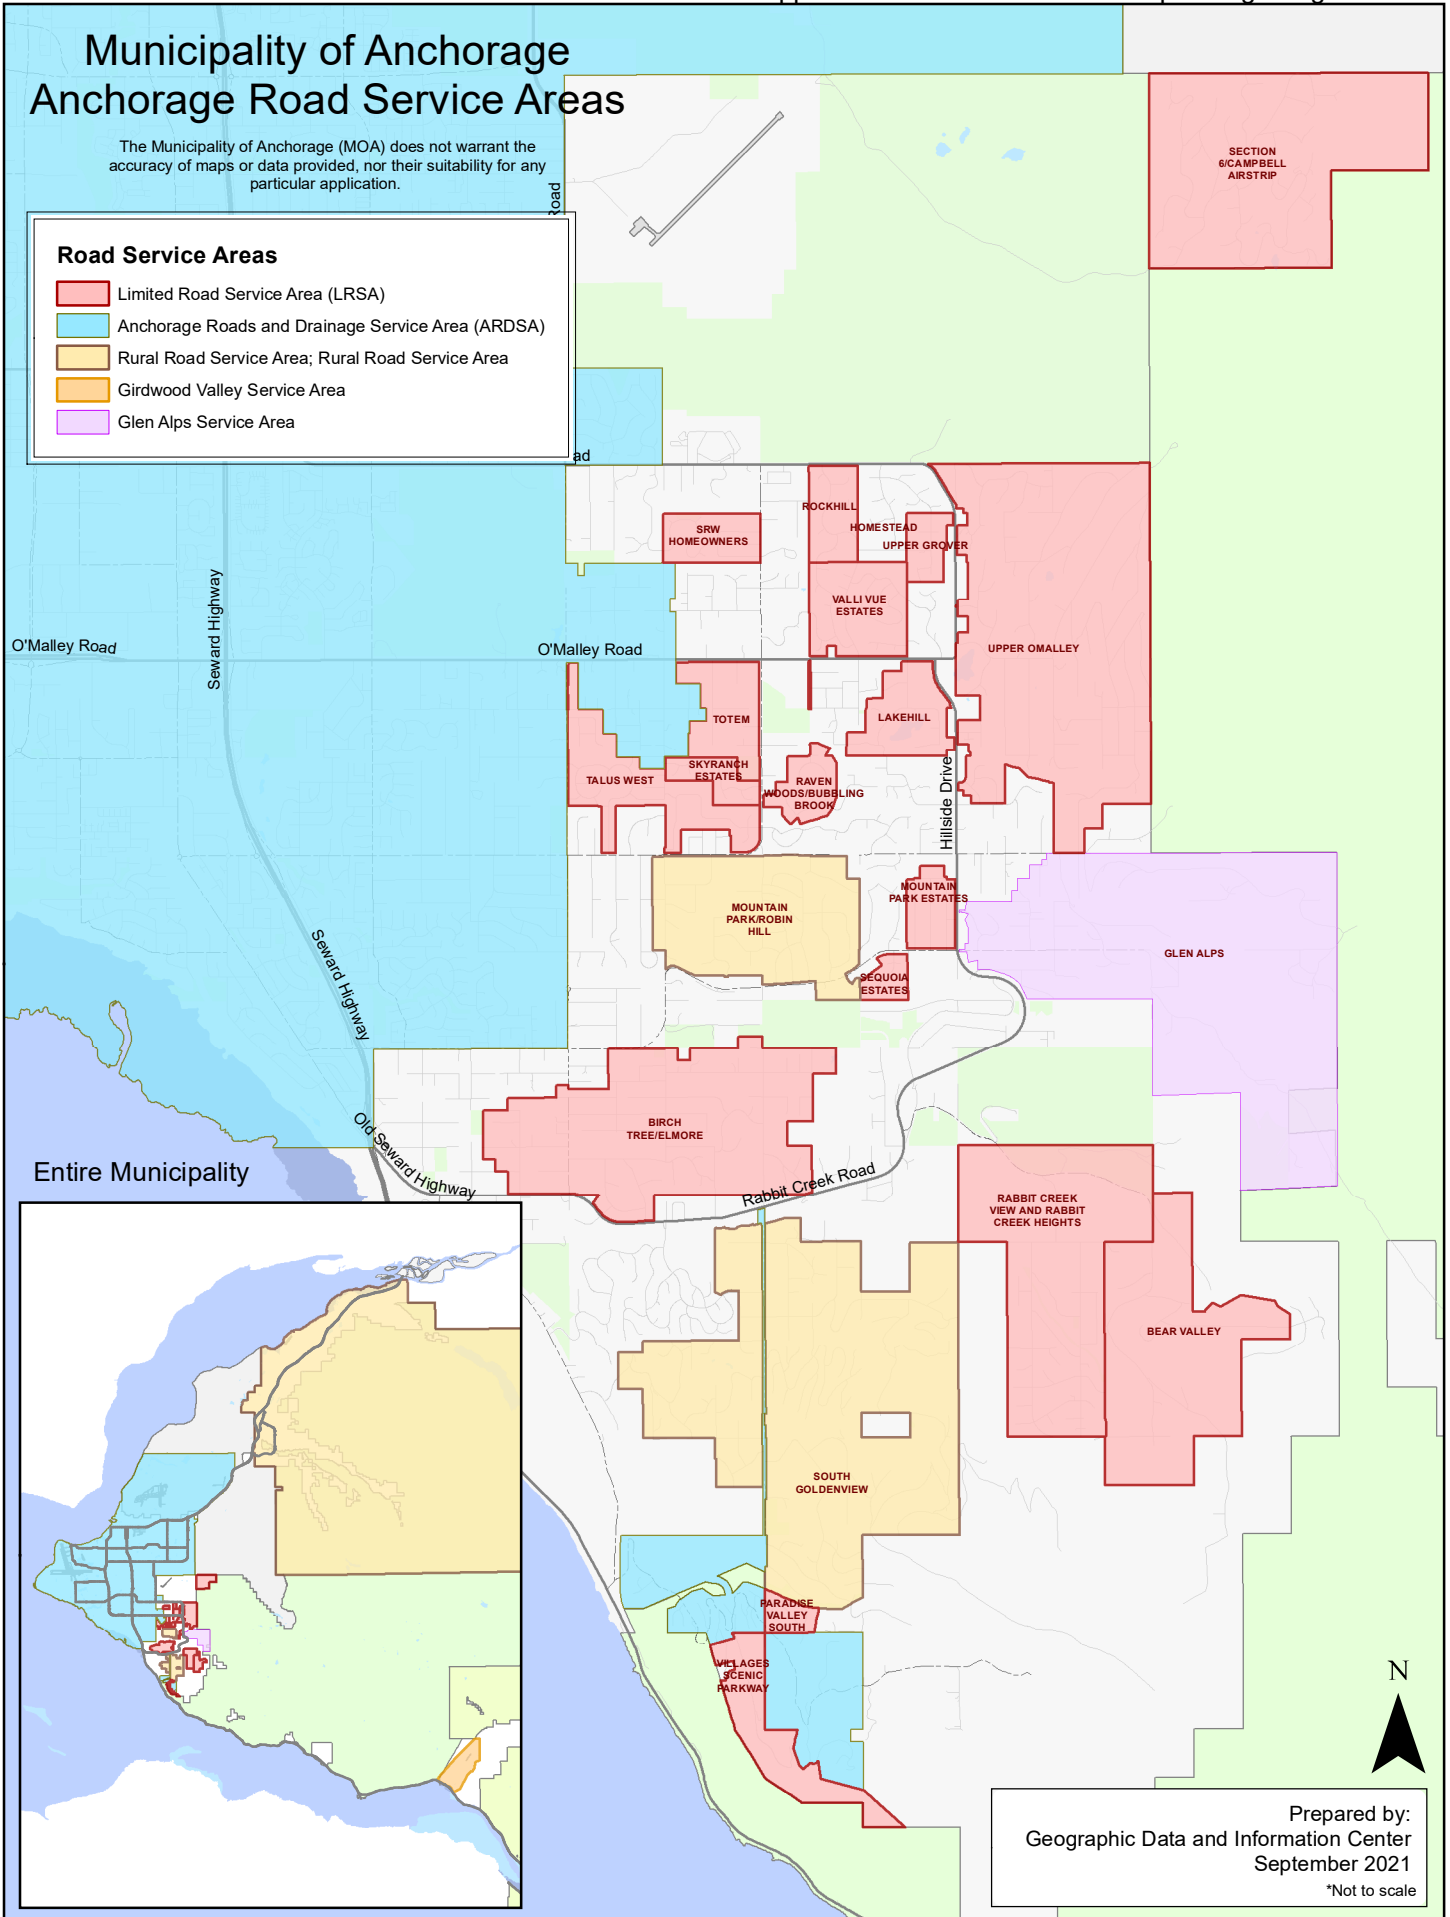 Municipality of Anchorage
Anchorage Road Service Areas
The Municipality of Anchorage (MOA) does not warrant the
accuracy of maps or data provided, nor their suitability for any
particular application.
Road
Road Service Areas
Limited Road Service Area (LRSA)
Anchorage Roads and Drainage Service Area (ARDSA)
Rural Road Service Area; Rural Road Service Area
Girdwood Valley Service Area
Glen Alps Service Area
ad
SECTION
6/CAMPBELL
AIRSTRIP
ROCKHILL
SRW
HOMEOWNERS
HOMESTEAD
UPPER GROVER
VALLI VUE
ESTATES
UPPER OMALLEY
Seward Highway
O'Malley Road
O'Malley Road
TOTEM
LAKEHILL
SKYRANCH
ESTATES
TALUS WEST
RAVEN
WOODS/BUBBLING
BROOK
Hillside Drive
MOUNTAIN
PARK ESTATES
MOUNTAIN
PARK/ROBIN
HILL
GLEN ALPS
SEQUOIA
ESTATES
Seward Highway
BIRCH
TREE/ELMORE
Old Seward Highway
Rabbit Creek Road
RABBIT CREEK
VIEW AND RABBIT
CREEK HEIGHTS
BEAR VALLEY
SOUTH
GOLDENVIEW
PARADISE
VALLEY
SOUTH
VILLAGES
SCENIC
PARKWAY
Entire Municipality
N
Prepared by:
Geographic Data and Information Center
September 2021
*Not to scale